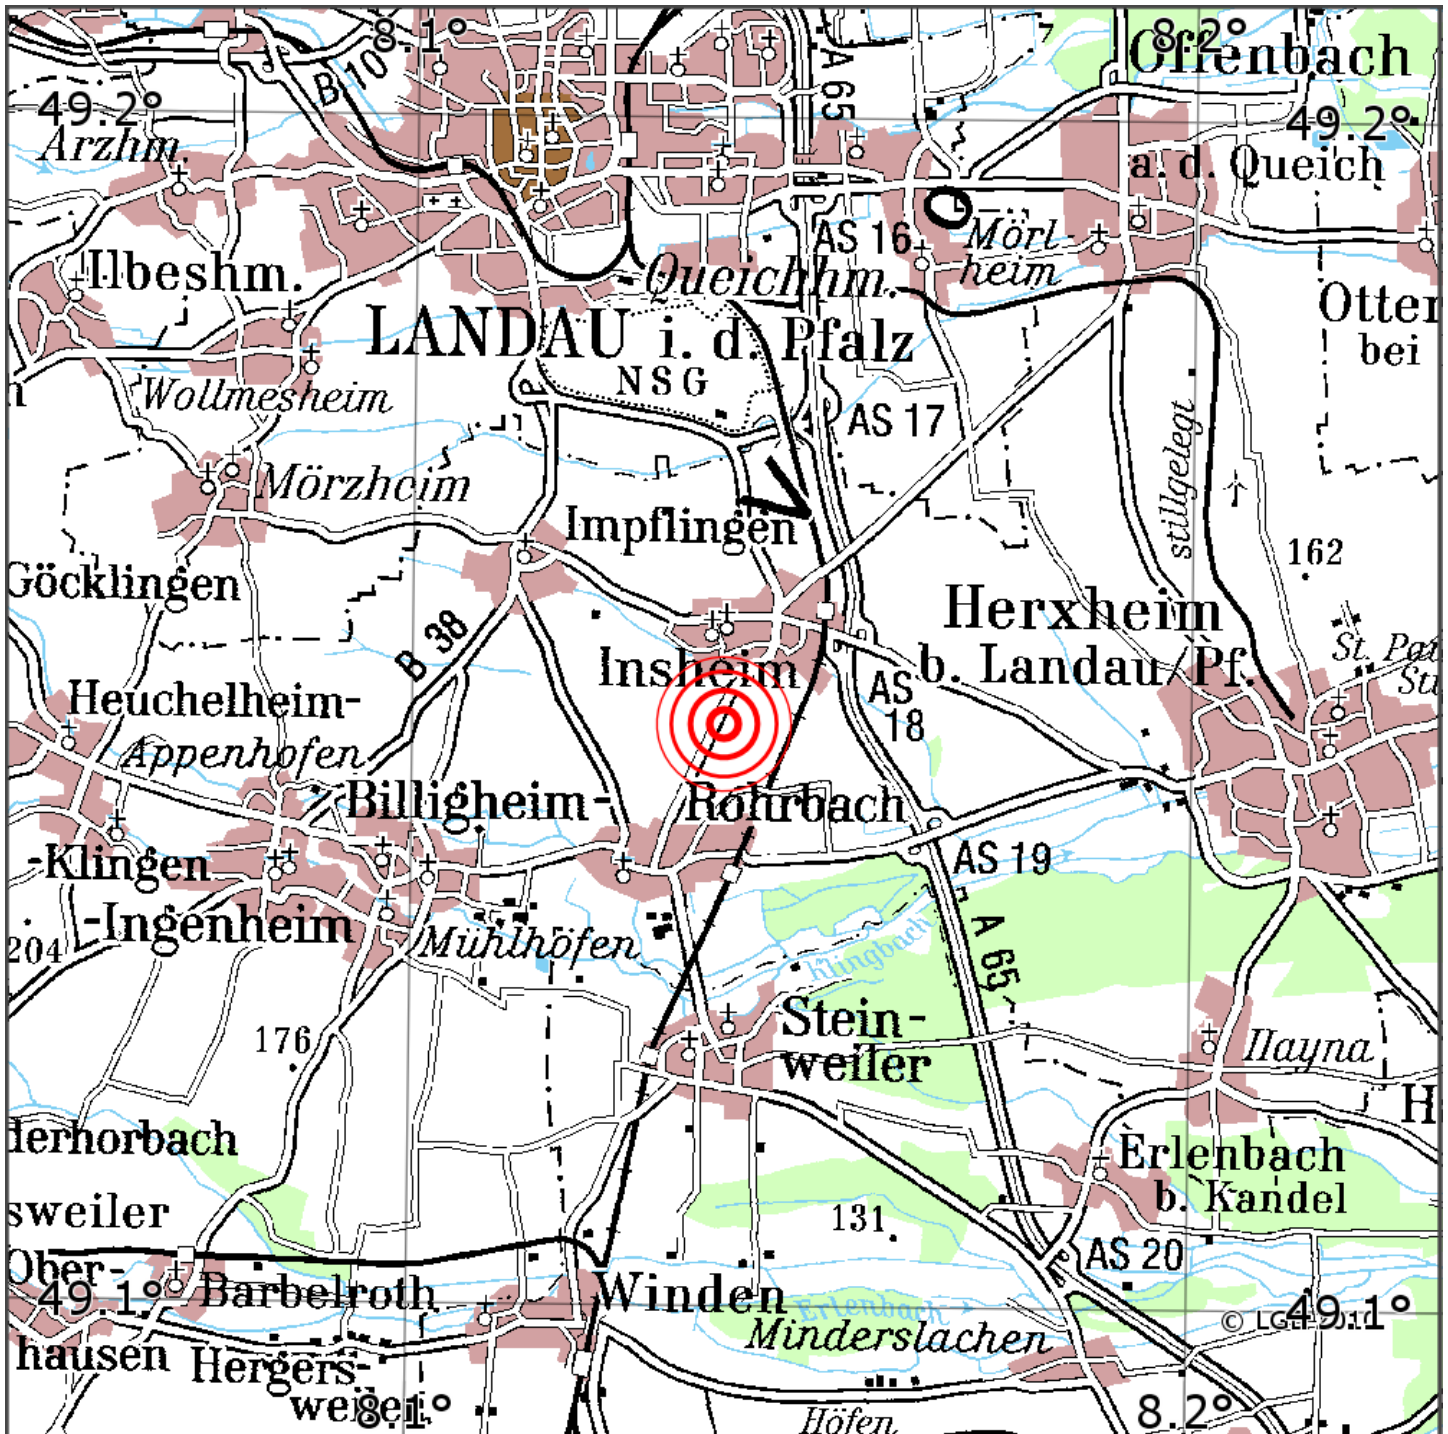 8.1°
8.2°
7
B 10
A 65
Offenbach
a. d. Queich
49.2°
49.2°
Arzhm.
AS 16
Mörl-
heim
Ilbeshm.
Queichhm.
Otter
bei
LANDAU i. d. Pfalz
NSG
Wollmesheim
AS 17
stillgelegt
Mörzheim
Impflingen
162
Göcklingen
Herxheim
b. Landau/Pf.
B 38
St. Pau
Insheim
AS
18
Heuchelheim-
Appenhofen
Billigheim-
Rohrbach
-Klingen
AS 19
-Ingenheim
Mühlhofen
204
Klingbach
A 65
Stein-
weiler
176
Hayna
H
derhorbach
Erlenbach
b. Kandel
sweiler
131
AS 20
Ober-
49.1°
Barbelroth
Winden
Erlenbach
49.1°
Minderslachen
hausen
Hergers-
weiler
8.1°
8.2°
Höfen